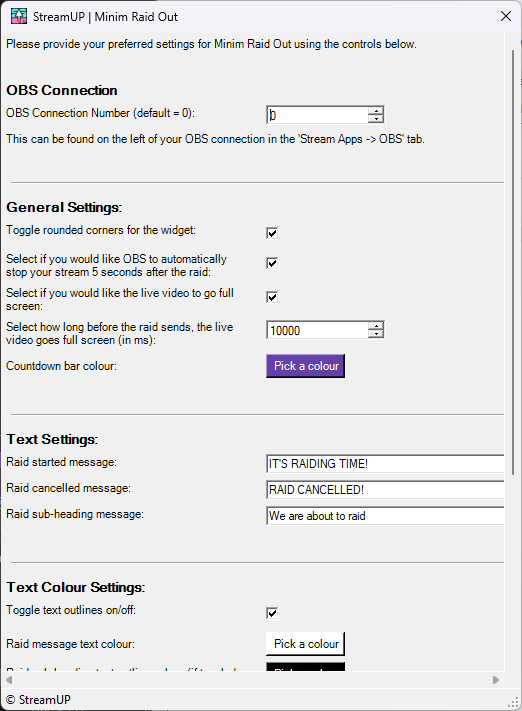 StreamUP | Minim Raid Out
Please provide your preferred settings for Minim Raid Out using the controls below.
OBS Connection
OBS Connection Number (default = 0): 0
This can be found on the left of your OBS connection in the 'Stream Apps -> OBS' tab.
General Settings:
Toggle rounded corners for the widget:
Select if you would like OBS to automatically
stop your stream 5 seconds after the raid:
Select if you would like the live video to go full
screen:
Select how long before the raid sends, the live
video goes full screen (in ms): 10000
Countdown bar colour: Pick a colour
Text Settings:
Raid started message: IT'S RAIDING TIME!
Raid cancelled message: RAID CANCELLED!
Raid sub-heading message: We are about to raid
Text Colour Settings:
Toggle text outlines on/off:
Raid message text colour: Pick a colour
© StreamUP